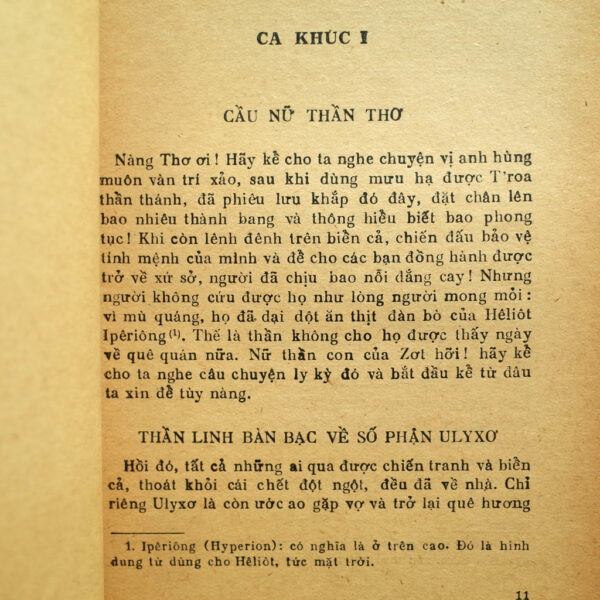 CA KHÚC I
CẦU NỮ THẦN THƠ
Nàng Thơ ơi ! Hãy kể cho ta nghe chuyện vị anh hùng
muôn vàn trí xảo, sau khi dùng mưu hạ được T'roa
thần thánh, đã phiêu lưu khắp đó đây, đặt chân lên
bao nhiêu thành bang và thông hiểu biết bao phong
tục ! Khi còn lênh đênh trên biển cả, chiến đấu bảo vệ
tính mệnh của mình và để cho các bạn đồng hành được
trở về xứ sở, người đã chịu bao nỗi đắng cay ! Nhưng
người không cứu được họ như lòng người mong mỏi :
vì mù quáng, họ đã dại dột ăn thịt đàn bò của Hêliôt
Ipêriông(1). Thế là thần không cho họ được thấy ngày
về quê quán nữa. Nữ thần con của Zơt hỡi ! hãy kể
cho ta nghe câu chuyện ly kỳ đó và bắt đầu kể từ đâu
ta xin để tùy nàng.
THẦN LINH BÀN BẠC VỀ SỐ PHẬN ULYXƠ
Hồi đó, tất cả những ai qua được chiến tranh và biển
cả, thoát khỏi cái chết đột ngột, đều đã về nhà. Chỉ
riêng Ulyxơ là còn ước ao gặp vợ và trở lại quê hương
1. Ipêriông (Hyperion): có nghĩa là ở trên cao. Đó là hình
dung từ dùng cho Hêliôt, tức mặt trời.
11